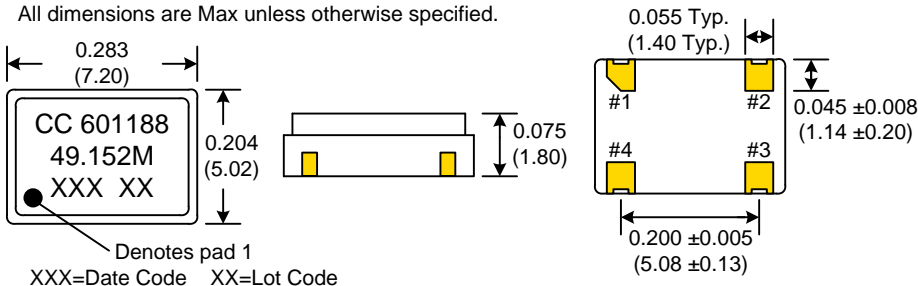 All dimensions are Max unless otherwise specified.
0.283
(7.20)
CC 601188
49.152M
XXX XX
0.204
(5.02)
Denotes pad 1
XXX=Date Code XX=Lot Code
0.075
(1.80)
0.055 Typ.
(1.40 Typ.)
#1
#2
0.045 ±0.008
(1.14 ±0.20)
#4
#3
0.200 ±0.005
(5.08 ±0.13)